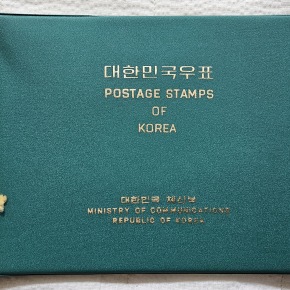 대한민국우표
POSTAGE STAMPS
OF
KOREA
대한민국 체신부
MINISTRY OF COMMUNICATIONS
REPUBLIC OF KOREA